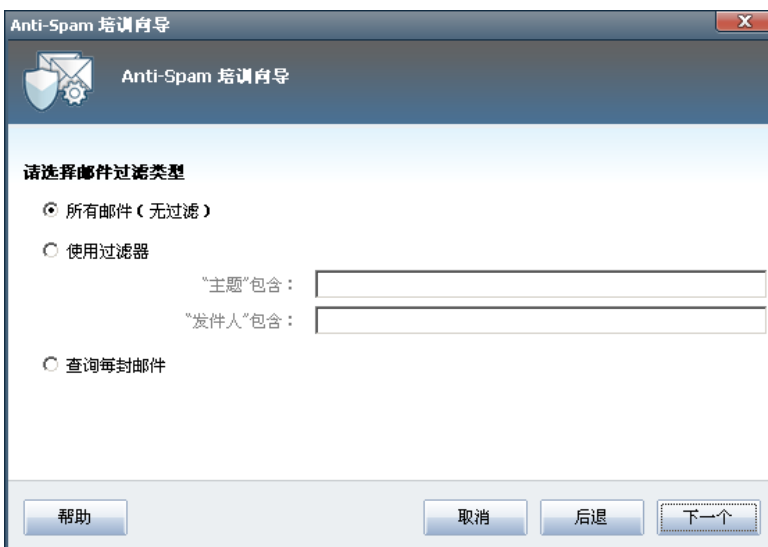 Anti-Spam 培训向导
Anti-Spam 培训向导
请选择邮件过滤类型
所有邮件（无过滤）
使用过滤器
“主题”包含：
“发件人”包含：
查询每封邮件
帮助 取消 后退 下一个